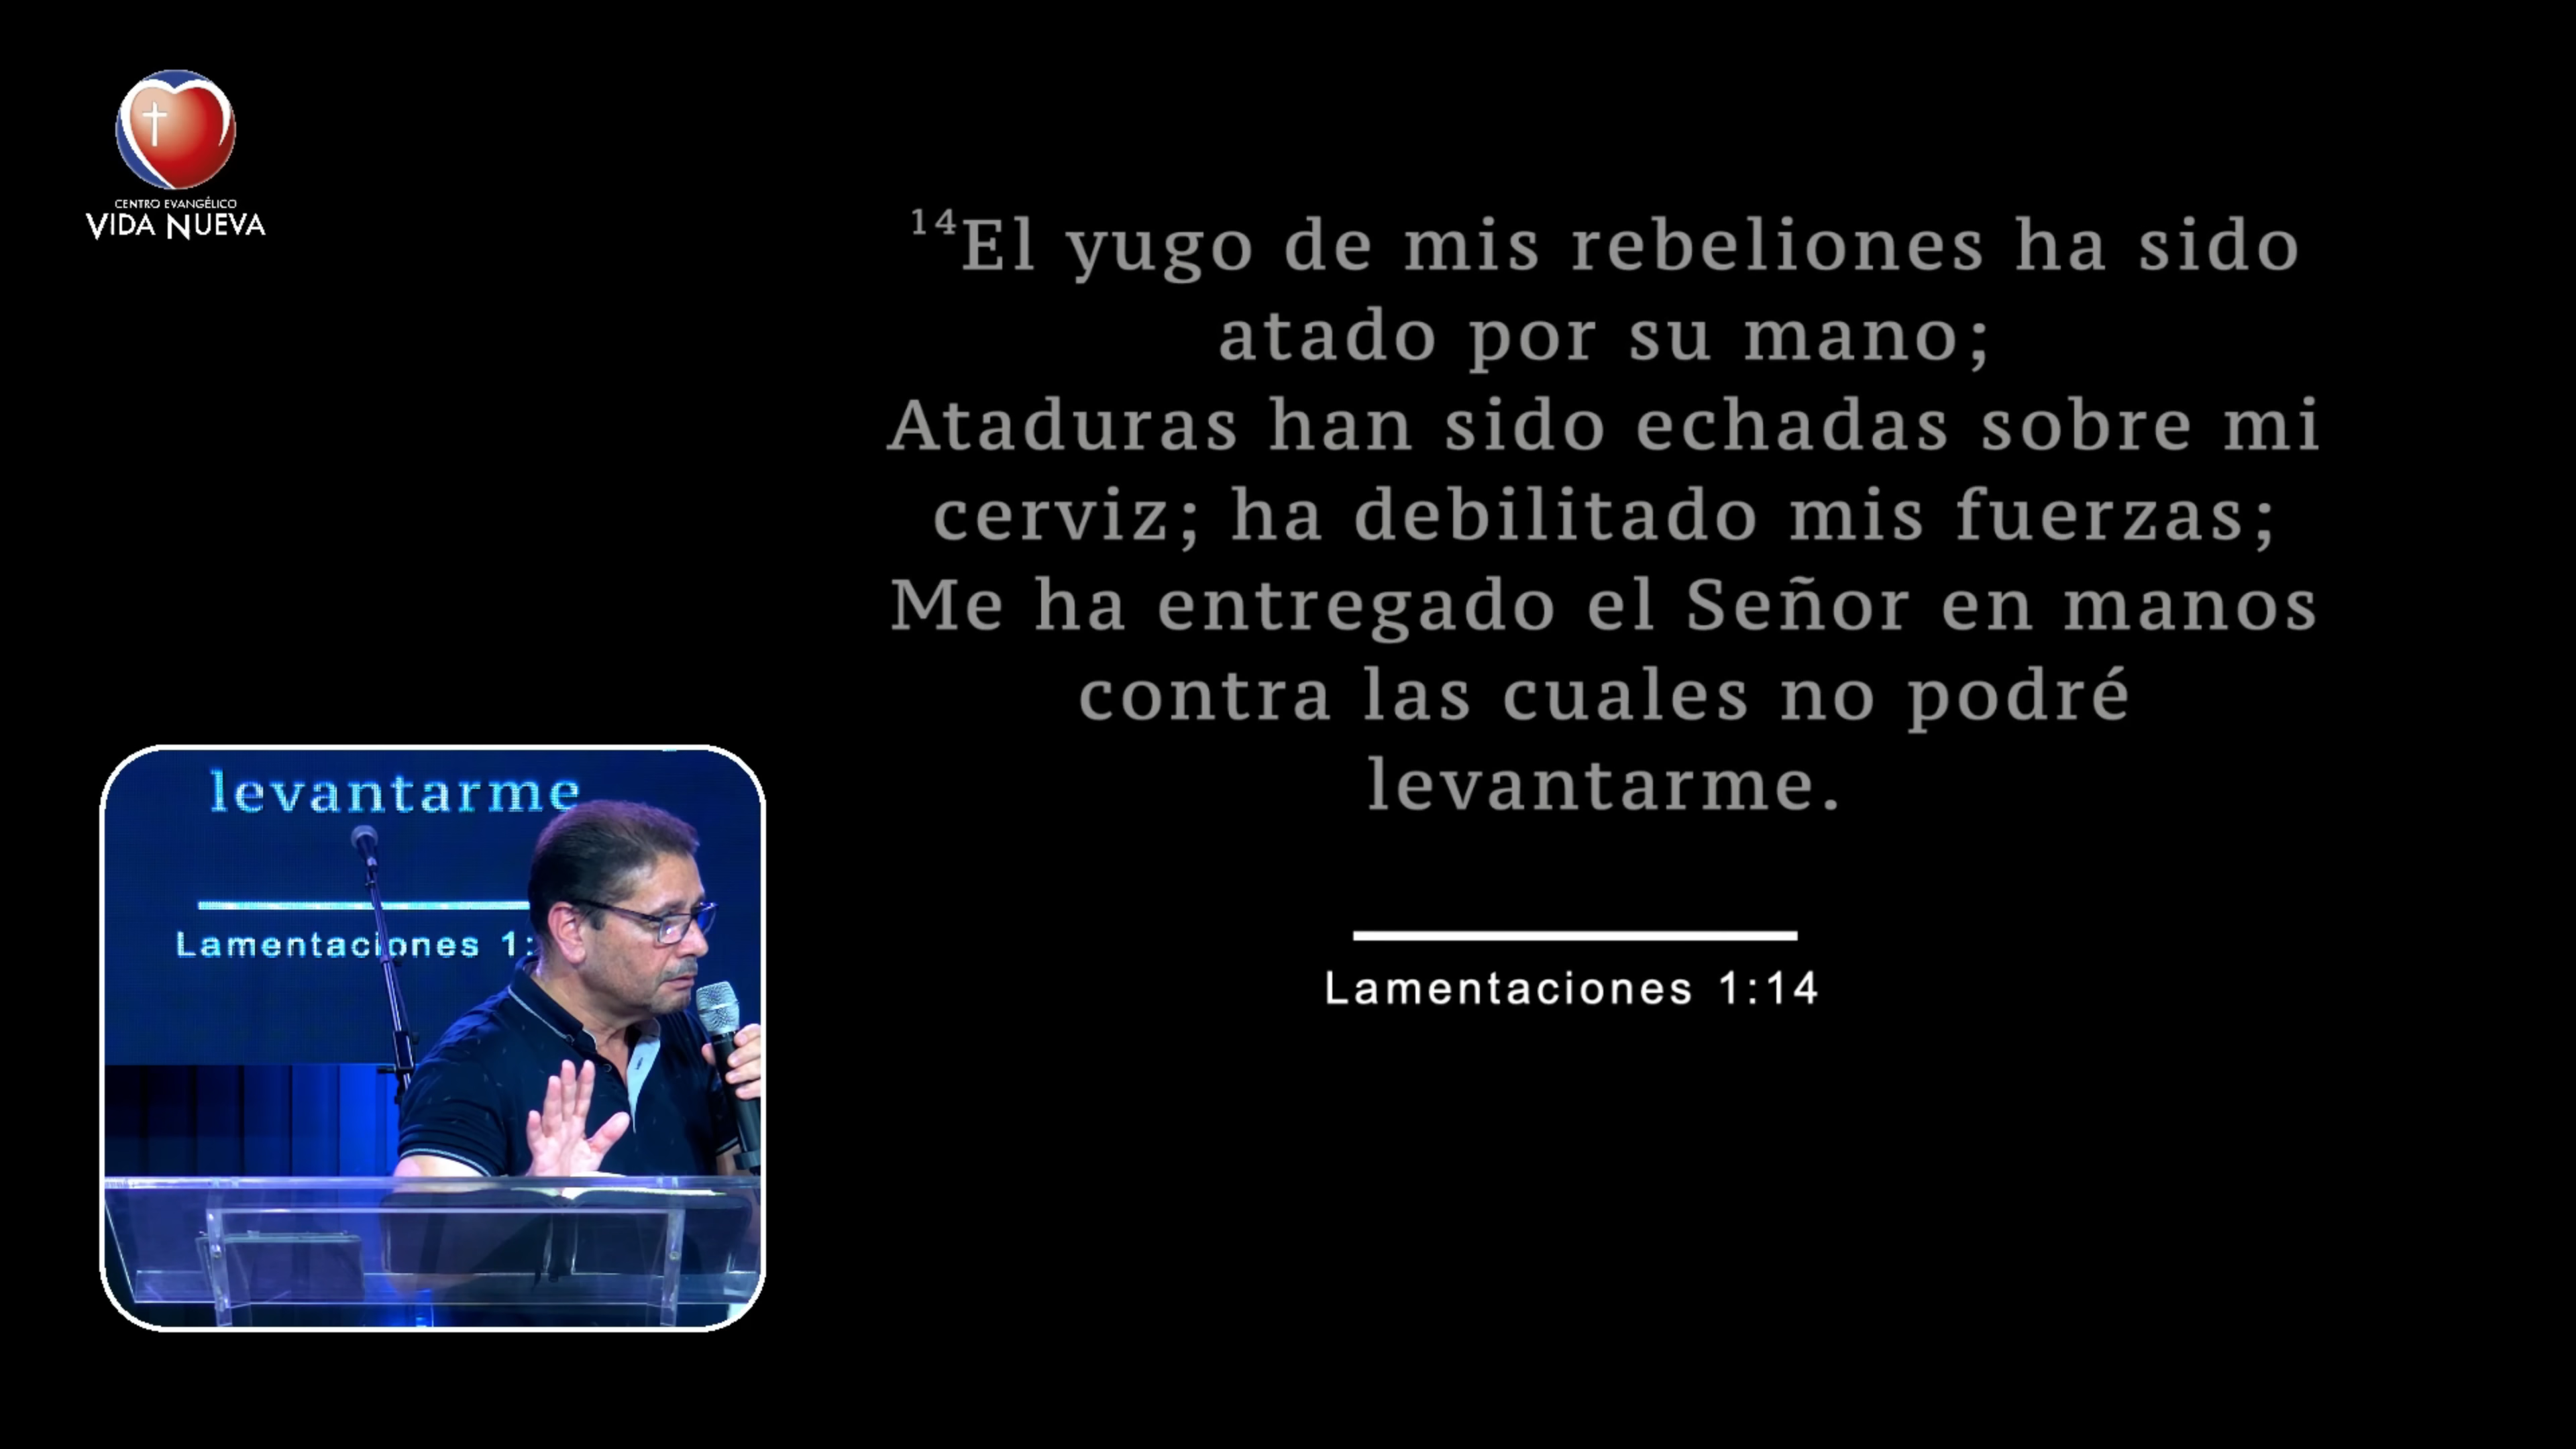 CENTRO EVANGÉLICO
VIDA NUEVA
14El yugo de mis rebeliones ha sido
atado por su mano;
Ataduras han sido echadas sobre mi
cerviz; ha debilitado mis fuerzas;
Me ha entregado el Señor en manos
contra las cuales no podré
levantarme.
Lamentaciones 1:14
levantarme
Lamentaciones 1: